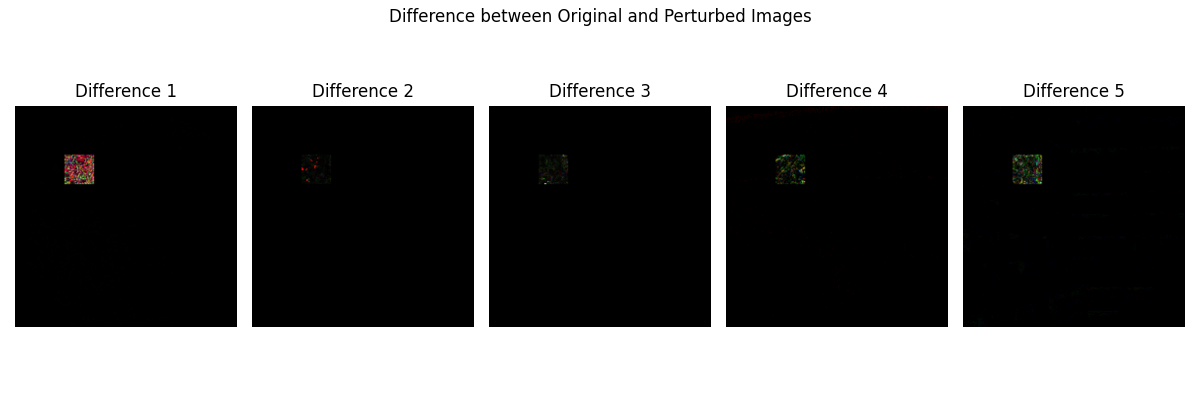 Difference between Original and Perturbed Images
Difference 1
Difference 2
Difference 3
Difference 4
Difference 5